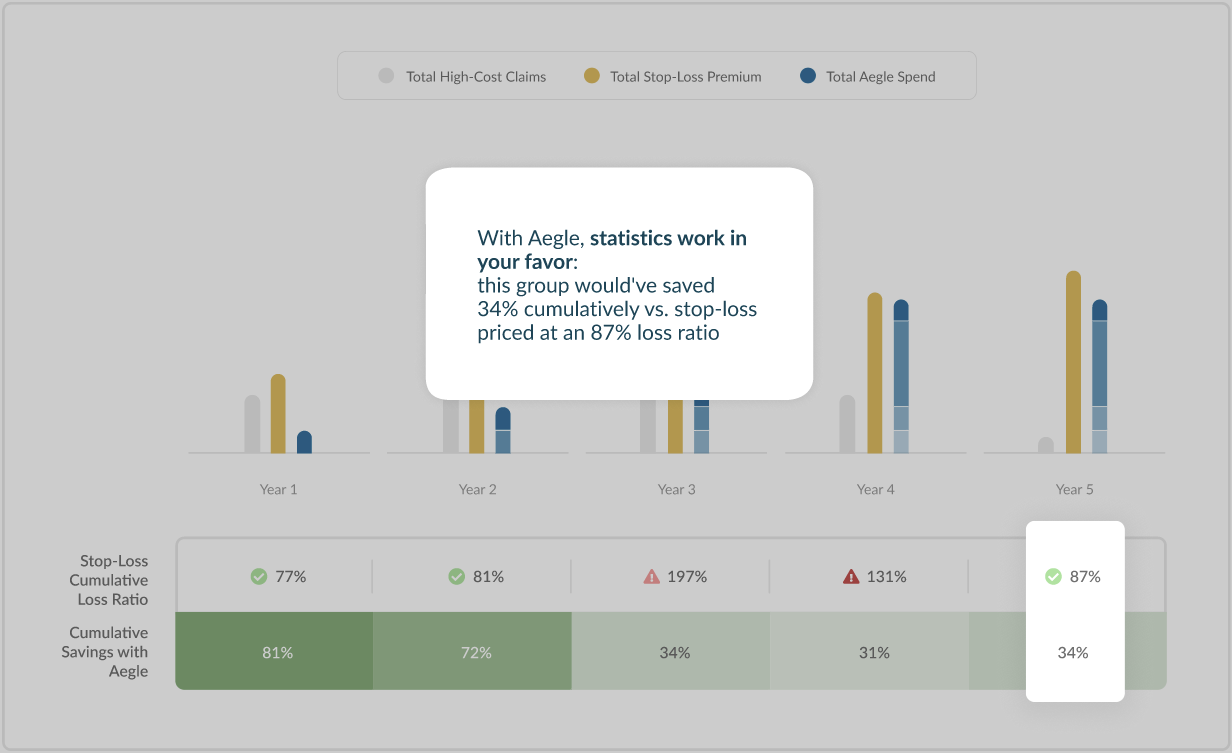 Total High-Cost Claims
Total Stop-Loss Premium
Total Aegle Spend
With Aegle, statistics work in
your favor:
this group would've saved
34% cumulatively vs. stop-loss
priced at an 87% loss ratio
Year 1
Year 2
Year 3
Year 4
Year 5
Stop-Loss
Cumulative
Loss Ratio
77%
81%
197%
131%
87%
Cumulative
Savings with
Aegle
81%
72%
34%
31%
34%